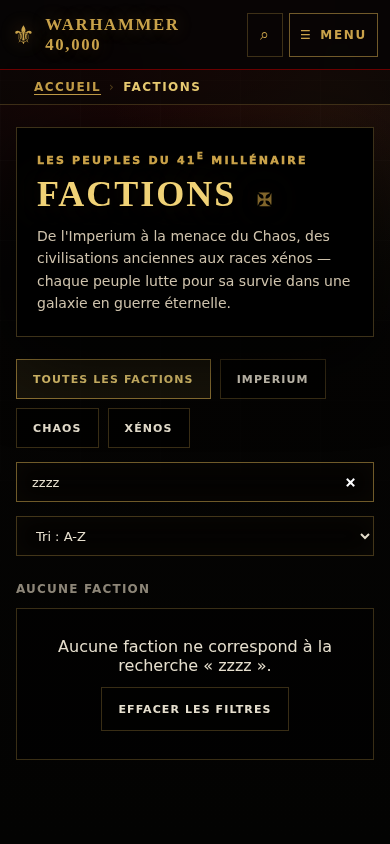 WARHAMMER
40,000
☰ MENU
ACCUEIL › FACTIONS
LES PEUPLES DU 41E MILLÉNAIRE
FACTIONS
De l'Imperium à la menace du Chaos, des
civilisations anciennes aux races xénos —
chaque peuple lutte pour sa survie dans une
galaxie en guerre éternelle.
TOUTES LES FACTIONS
IMPERIUM
CHAOS
XÉNOS
zzzz
Tri : A-Z
AUCUNE FACTION
Aucune faction ne correspond à la
recherche « zzzz ».
EFFACER LES FILTRES